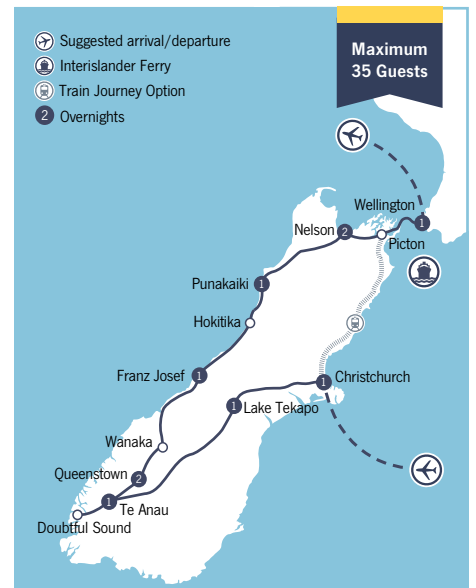 Suggested arrival/departure
Interislander Ferry
Train Journey Option
2 Overnights
Maximum
35 Guests
Wellington
1
Nelson
2
Picton
Punakaiki
1
Hokitika
Franz Josef
1
Christchurch
1
Lake Tekapo
1
Wanaka
Queenstown
2
Te Anau
1
Doubtful Sound